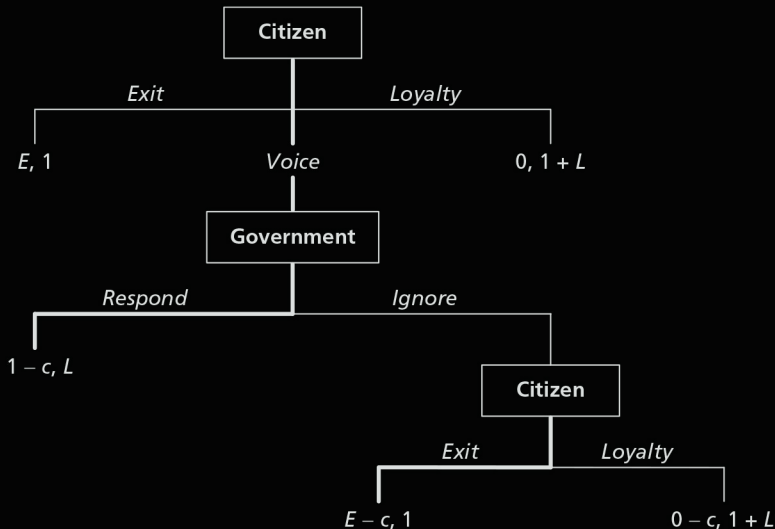 Citizen
Exit
Loyalty
E, 1
Voice
0, 1 + L
Government
Respond
Ignore
1 – c, L
Citizen
Exit
Loyalty
E – c, 1
0 – c, 1 + L